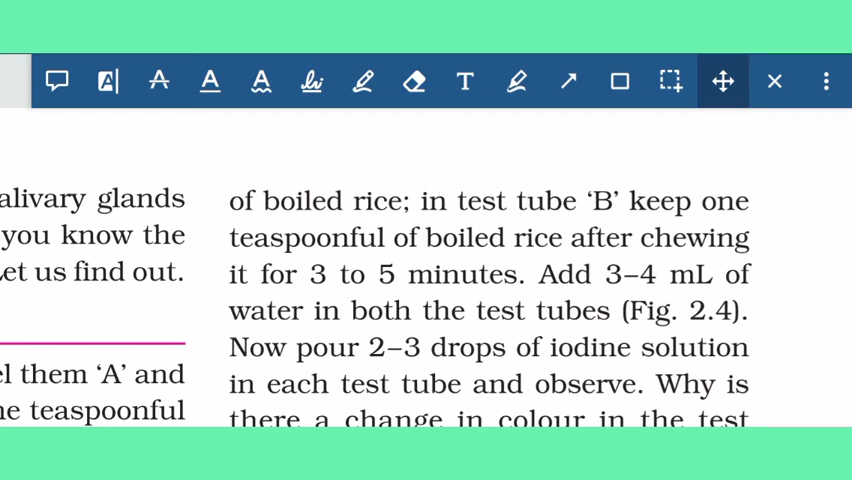 alivary glands
you know the
Let us find out.
el them ‘A’ and
ne teaspoonful
of boiled rice; in test tube ‘B’ keep one
teaspoonful of boiled rice after chewing
it for 3 to 5 minutes. Add 3–4 mL of
water in both the test tubes (Fig. 2.4).
Now pour 2–3 drops of iodine solution
in each test tube and observe. Why is
there a change in colour in the test